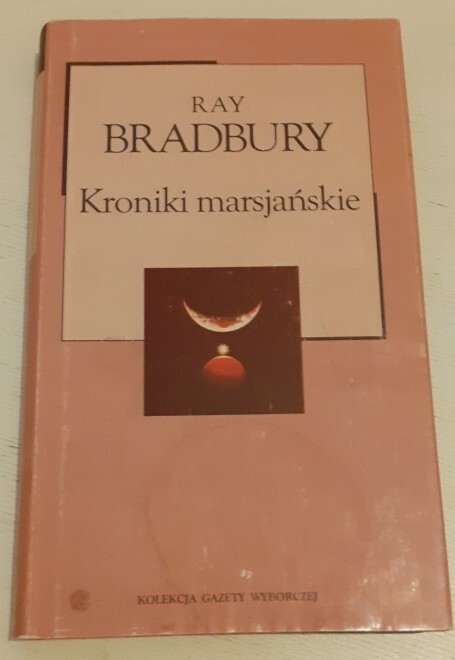 RAY
BRADBURY
Kroniki marsjańskie
KOLEKCJA GAZETY WYBORCZEJ